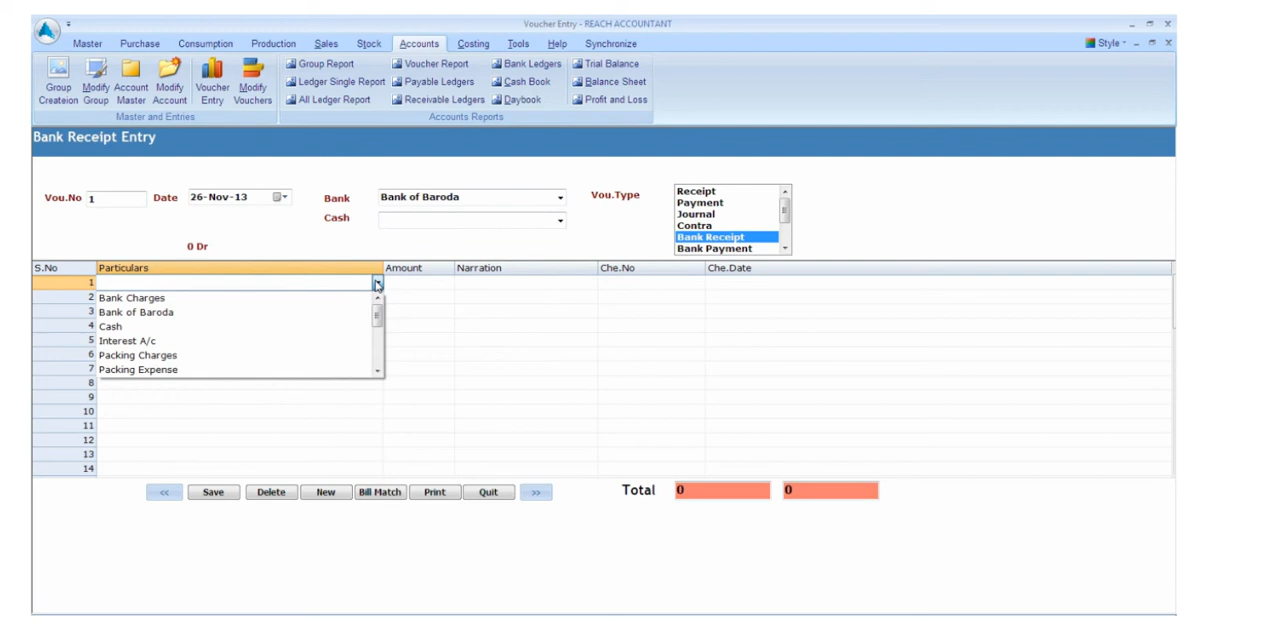 Voucher Entry - REACH ACCOUNTANT
Master Purchase Consumption Production Sales Stock Accounts Costing Tools Help Synchronize Style
Group Createion
Modify Group
Account Master
Modify Account
Voucher Entry
Modify Vouchers
Master and Entries
Group Report Voucher Report Bank Ledgers Trial Balance
Ledger Single Report Payable Ledgers Cash Book Balance Sheet
All Ledger Report Receivable Ledgers Daybook Profit and Loss
Accounts Reports
Bank Receipt Entry
Vou.No 1 Date 26-Nov-13 Bank Bank of Baroda Vou.Type
Cash
Receipt
Payment
Journal
Contra
Bank Receipt
Bank Payment
0 Dr
S.No Particulars Amount Narration Che.No Che.Date
1
2 Bank Charges
3 Bank of Baroda
4 Cash
5 Interest A/c
6 Packing Charges
7 Packing Expense
8
9
10
11
12
13
14
<< Save Delete New Bill Match Print Quit >> Total 0 0